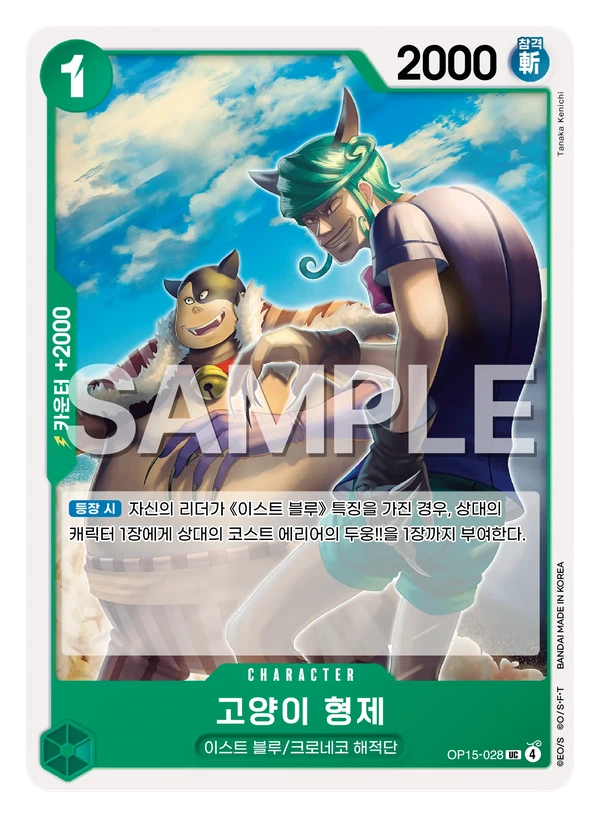 1
2000
참격
斬
Tanaka Kenichi
카운터 +2000
SAMPLE
등장 시 자신의 리더가 《이스트 블루》 특징을 가진 경우, 상대의
캐릭터 1장에게 상대의 코스트 에리어의 두웅!!을 1장까지 부여한다.
CHARACTER
고양이 형제
이스트 블루/크로네코 해적단
OP15-028 UC 4
©E.O/S ©O/S·F·T BANDAI MADE IN KOREA